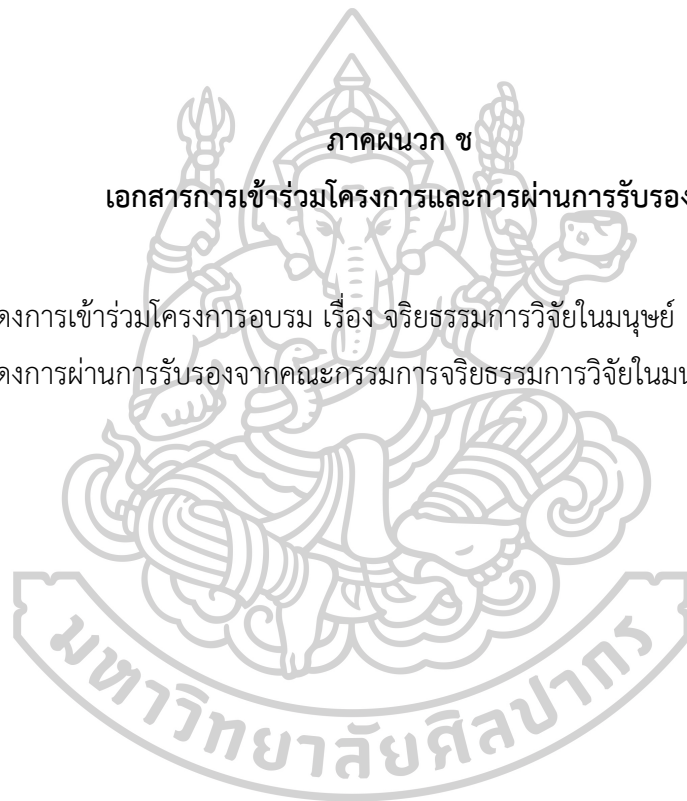 ภาคผนวก ช
เอกสารการเข้าร่วมโครงการและการผ่านการรับรอง
ดงการเข้าร่วมโครงการอบรม เรื่อง จริยธรรมการวิจัยในมนุษย์
ดงการผ่านการรับรองจากคณะกรรมการจริยธรรมการวิจัยในมน
มหาวิทยาลัยศิลปากร